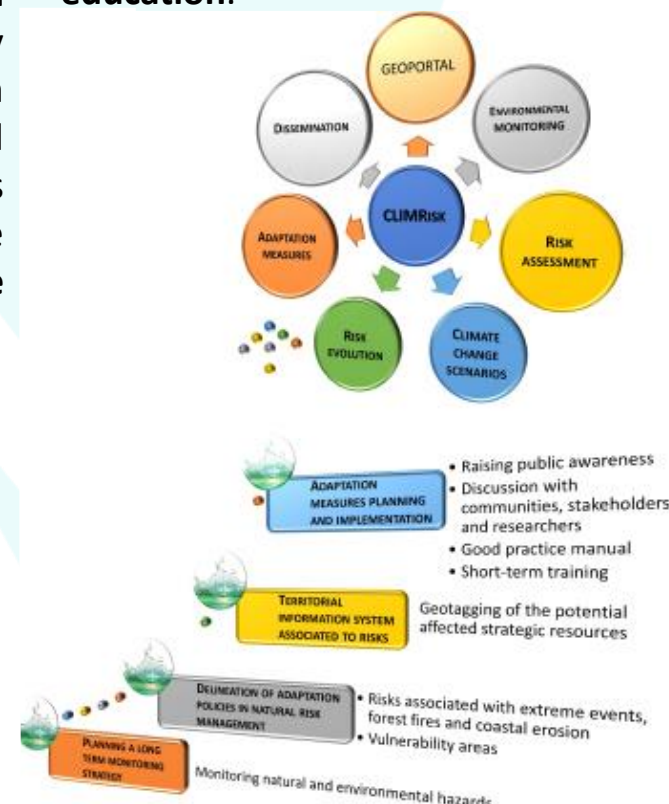 education.
GEOPORTAL
ENVIRONMENTAL
MONITORING
DISSEMINATION
CLIMRISK
ADAPTATION
MEASURES
RISK
ASSESSMENT
RISK
EVOLUTION
CLIMATE
CHANGE
SCENARIOS
ADAPTATION
MEASURES PLANNING
AND IMPLEMENTATION
• Raising public awareness
• Discussion with
communities, stakeholders
and researchers
• Good practice manual
• Short-term training
TERRITORIAL
INFORMATION SYSTEM
ASSOCIATED TO RISKS
Geotagging of the potential
affected strategic resources
DELINEATION OF ADAPTATION
POLICIES IN NATURAL RISK
MANAGEMENT
• Risks associated with extreme events,
forest fires and coastal erosion
• Vulnerability areas
PLANNING A LONG
TERM MONITORING
STRATEGY
Monitoring natural and environmental hazards